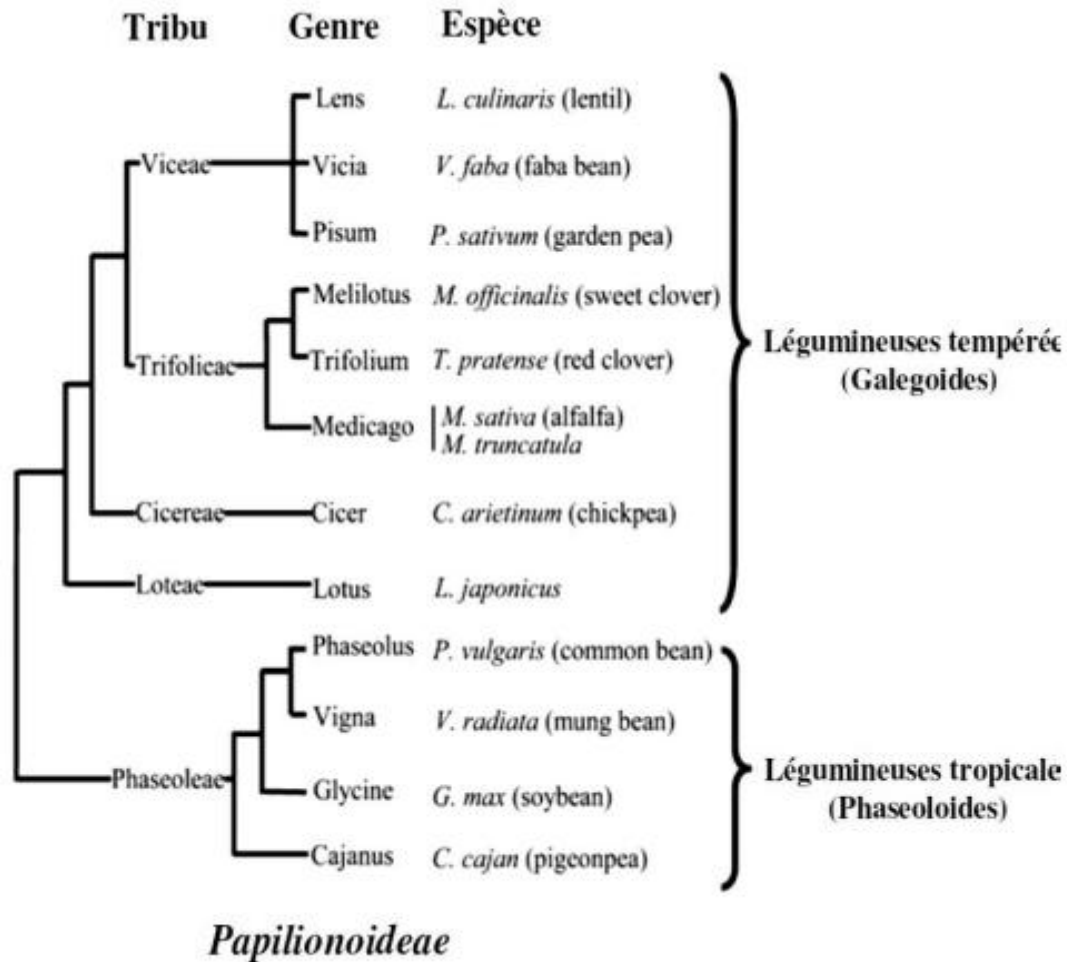 Tribu Genre Espèce
Lens L. culinaris (lentil)
Viceae Vicia V. faba (faba bean)
Pisum P. sativum (garden pea)
Melilotus M. officinalis (sweet clover)
Trifolieae Trifolium T. pratense (red clover)
Medicago M. sativa (alfalfa)
M. truncatula
Légumineuses tempérée
(Galegoides)
Cicereae Cicer C. arietinum (chickpea)
Loteae Lotus L. japonicus
Phaseolus P. vulgaris (common bean)
Vigna V. radiata (mung bean)
Phaseoleae Glycine G. max (soybean)
Cajanus C. cajan (pigeonpea)
Légumineuses tropicale
(Phaseoloides)
Papilionoideae